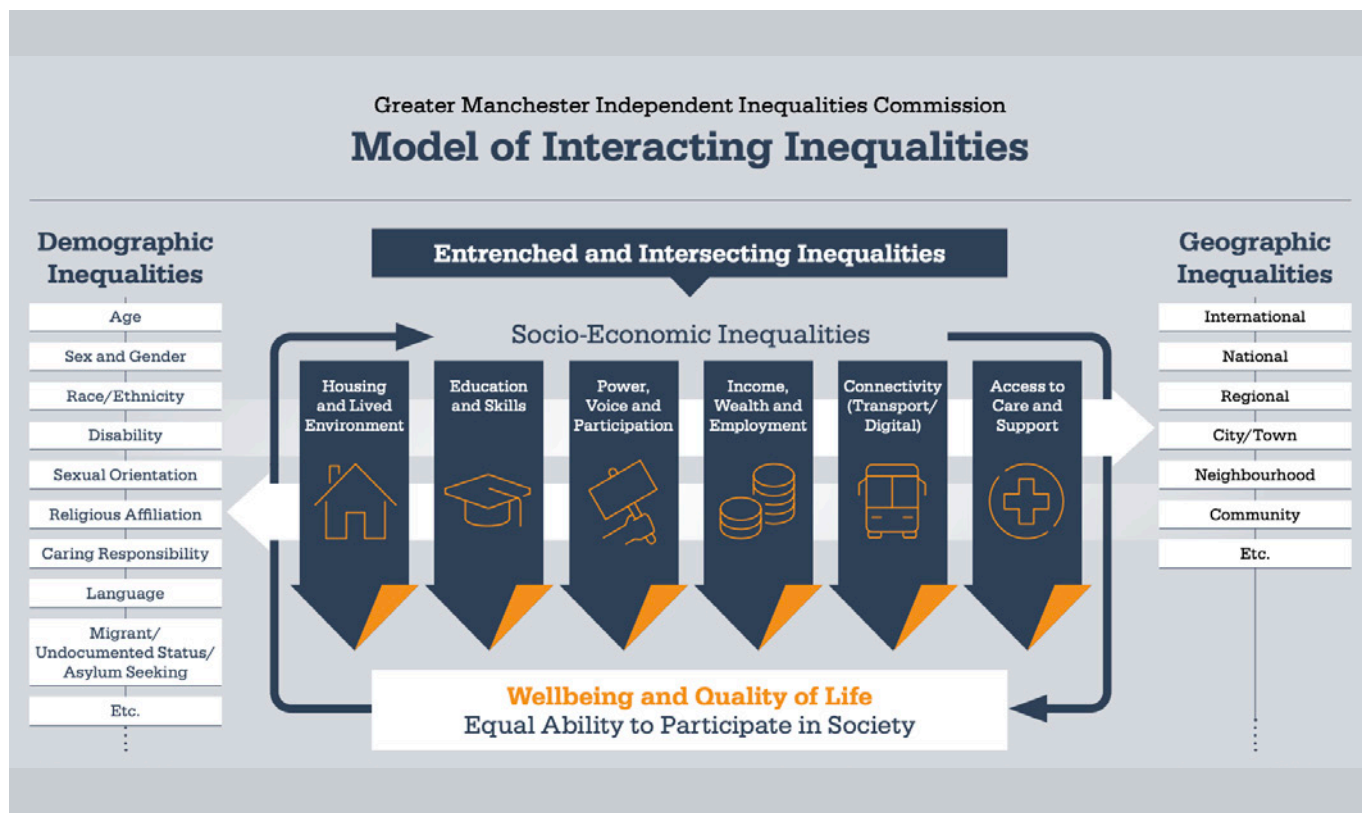 Greater Manchester Independent Inequalities Commission
Model of Interacting Inequalities
Demographic
Inequalities
Age
Sex and Gender
Race/Ethnicity
Disability
Sexual Orientation
Religious Affiliation
Caring Responsibility
Language
Migrant/
Undocumented Status/
Asylum Seeking
Etc.
Entrenched and Intersecting Inequalities
Socio-Economic Inequalities
Housing
and Lived
Environment
Education
and Skills
Power,
Voice and
Participation
Income,
Wealth and
Employment
Connectivity
(Transport/
Digital)
Access to
Care and
Support
Wellbeing and Quality of Life
Equal Ability to Participate in Society
Geographic
Inequalities
International
National
Regional
City/Town
Neighbourhood
Community
Etc.